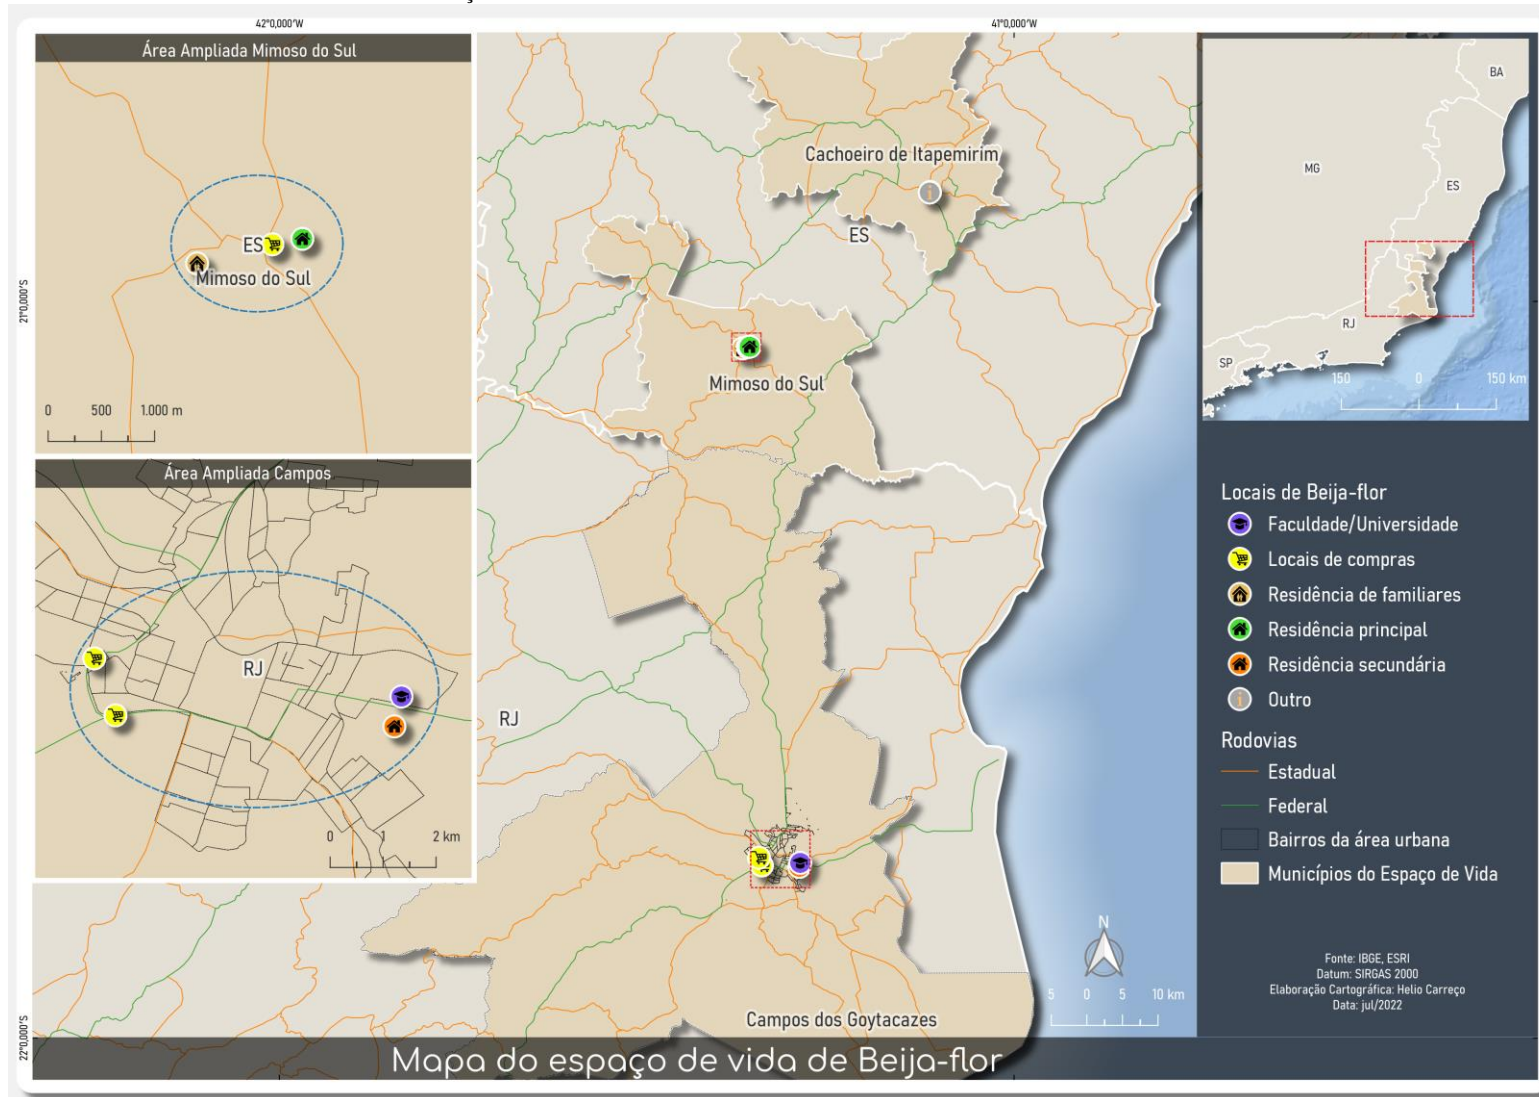 42°0,000'W
41°0,000'W
21°0,000'S
22°0,000'S
Área Ampliada Mimoso do Sul
ES
Mimoso do Sul
0 500 1.000 m
Área Ampliada Campos
RJ
0 1 2 km
Cachoeiro de Itapemirim
ES
Mimoso do Sul
RJ
Campos dos Goytacazes
N
5 0 5 10 km
BA
MG
ES
RJ
SP
150 0 150 km
Locais de Beija-flor
Faculdade/Universidade
Locais de compras
Residência de familiares
Residência principal
Residência secundária
Outro
Rodovias
Estadual
Federal
Bairros da área urbana
Municípios do Espaço de Vida
Fonte: IBGE, ESRI
Datum: SIRGAS 2000
Elaboração Cartográfica: Helio Carreço
Data: jul/2022
Mapa do espaço de vida de Beija-flor